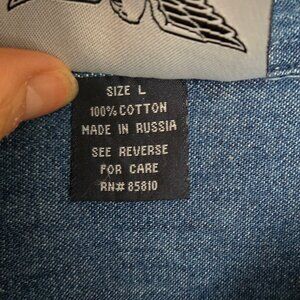 SIZE L
100% COTTON
MADE IN RUSSIA
SEE REVERSE
FOR CARE
RN# 85810